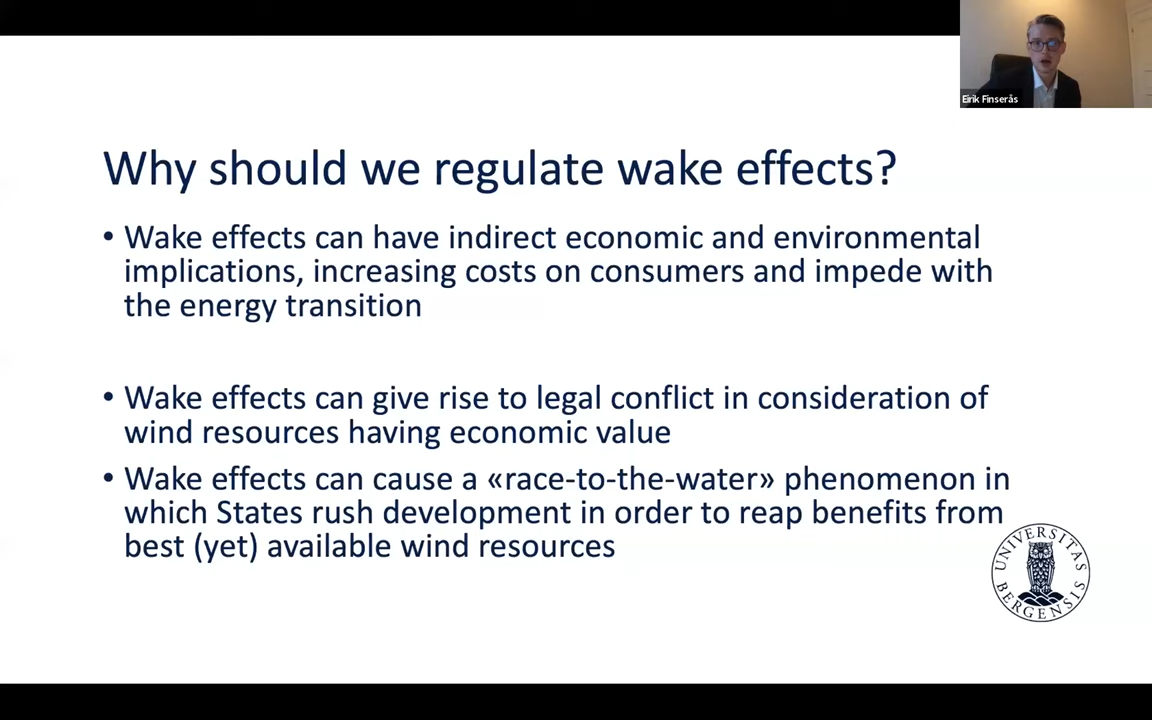 Eirik Finserås
Why should we regulate wake effects?
• Wake effects can have indirect economic and environmental
implications, increasing costs on consumers and impede with
the energy transition
• Wake effects can give rise to legal conflict in consideration of
wind resources having economic value
• Wake effects can cause a «race-to-the-water» phenomenon in
which States rush development in order to reap benefits from
best (yet) available wind resources
UNIVERSITAS
BERGENSIS